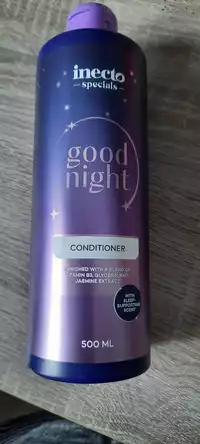 inecto
specials
good
night
CONDITIONER
ENRICHED WITH A BLEND OF
VITAMIN B3, GLYCERIN AND
JASMINE EXTRACT
WITH
SLEEP-
SUPPORTING
SCENT
500 ML